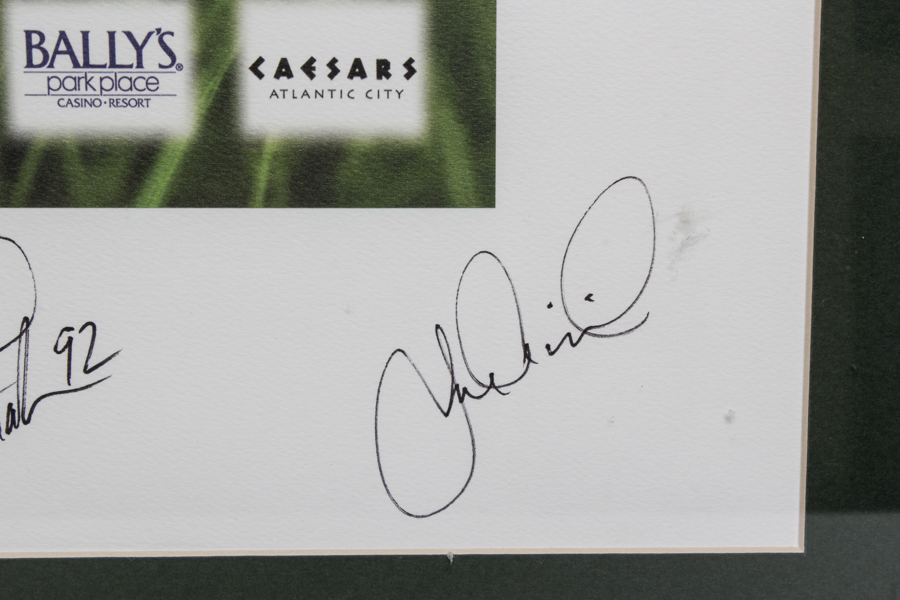 BALLY'S®
park place
CASINO • RESORT
CAESARS
ATLANTIC CITY
92